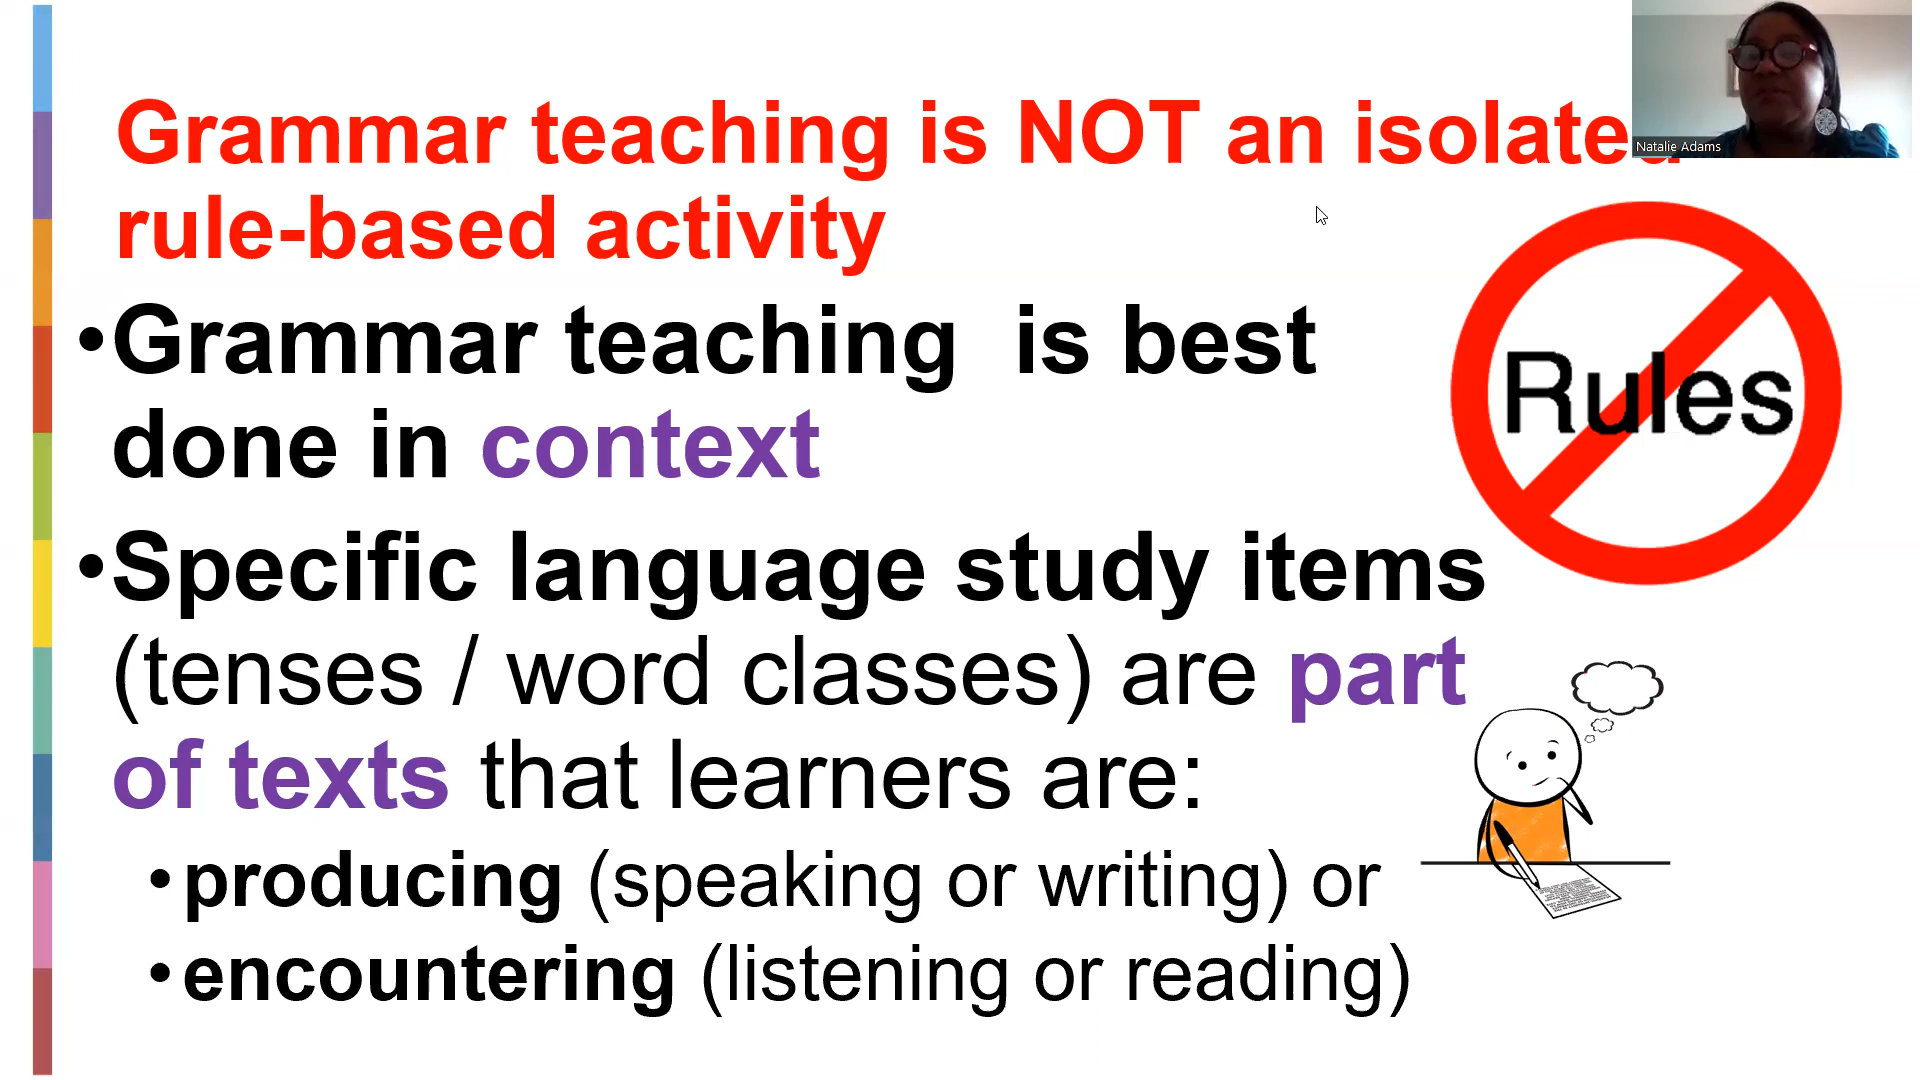 Grammar teaching is NOT an isolated
rule-based activity
•Grammar teaching  is best
done in context
•Specific language study items
(tenses / word classes) are part
of texts that learners are:
•producing (speaking or writing) or
•encountering (listening or reading)
Rules
Natalie Adams